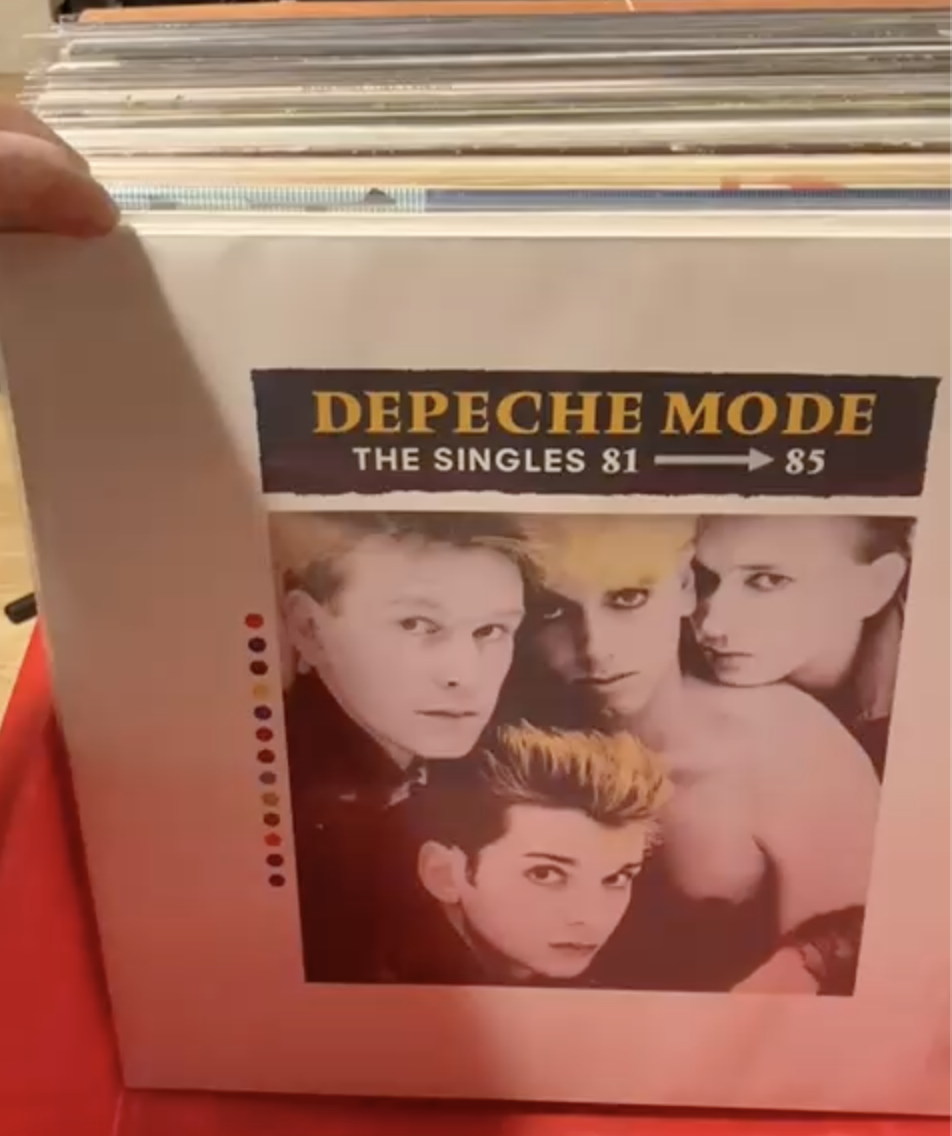 DEPECHE MODE
THE SINGLES 81 → 85